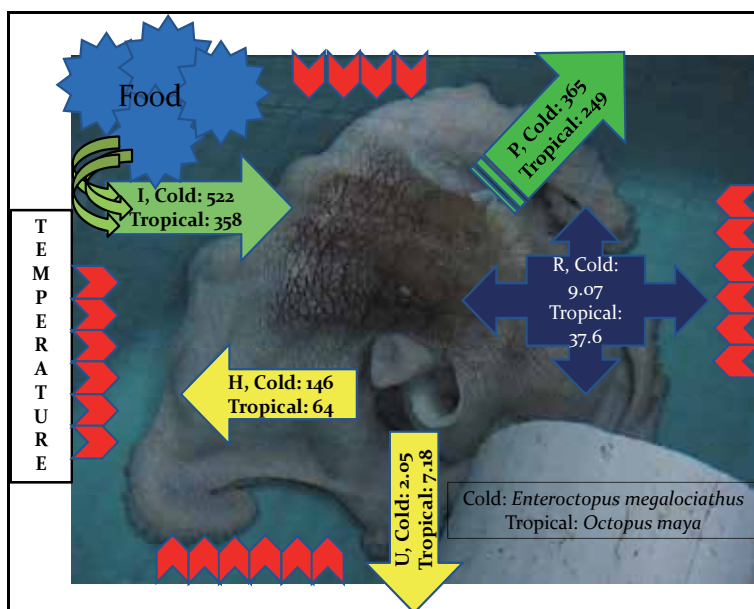 Food
I, Cold: 522
Tropical: 358
P, Cold: 365
Tropical: 249
TEMPERATURE
R, Cold:
9.07
Tropical:
37.6
H, Cold: 146
Tropical: 64
U, Cold: 2.05
Tropical: 7.18
Cold: Enteroctopus megalociathus
Tropical: Octopus maya